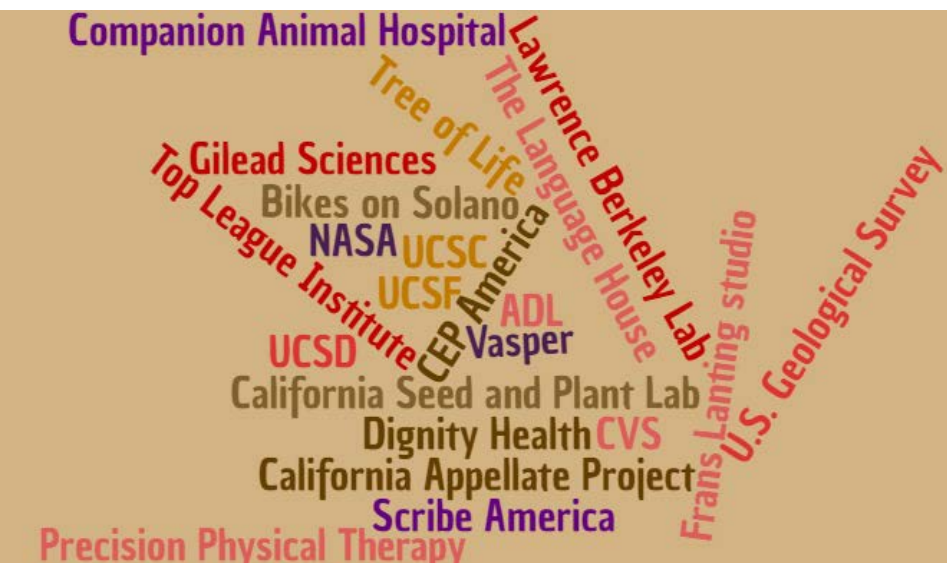 Companion Animal Hospital
Lawrence Berkeley Lab
The Language House
Tree of Life
Gilead Sciences
Top League Institute
Bikes on Solano
NASA
UCSC
UCSF
CEP America
ADL
Vasper
UCSD
California Seed and Plant Lab
Frans Lanting studio
U.S. Geological Survey
Dignity Health
CVS
California Appellate Project
Scribe America
Precision Physical Therapy